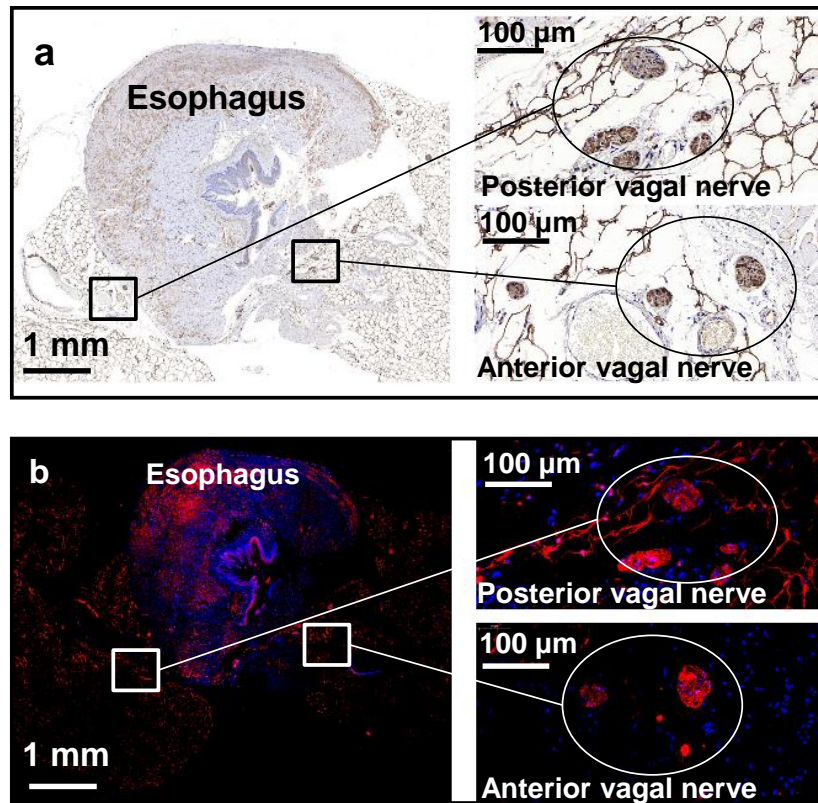 a
Esophagus
1 mm
100 µm
Posterior vagal nerve
100 µm
Anterior vagal nerve
b
Esophagus
1 mm
100 µm
Posterior vagal nerve
100 µm
Anterior vagal nerve